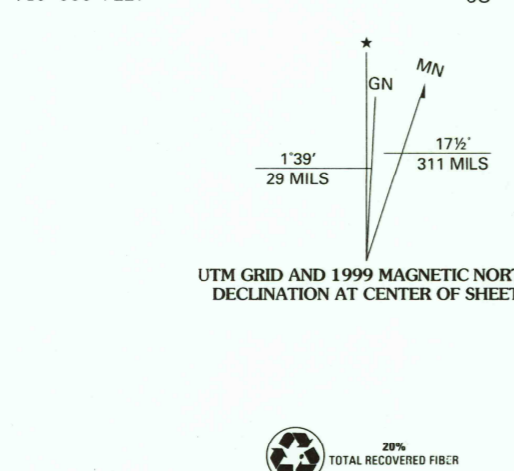 GN
MN
1°39′
29 MILS
17½°
311 MILS
UTM GRID AND 1999 MAGNETIC
DECLINATION AT CENTER OF SHEET
20%
TOTAL RECOVERED FIBER